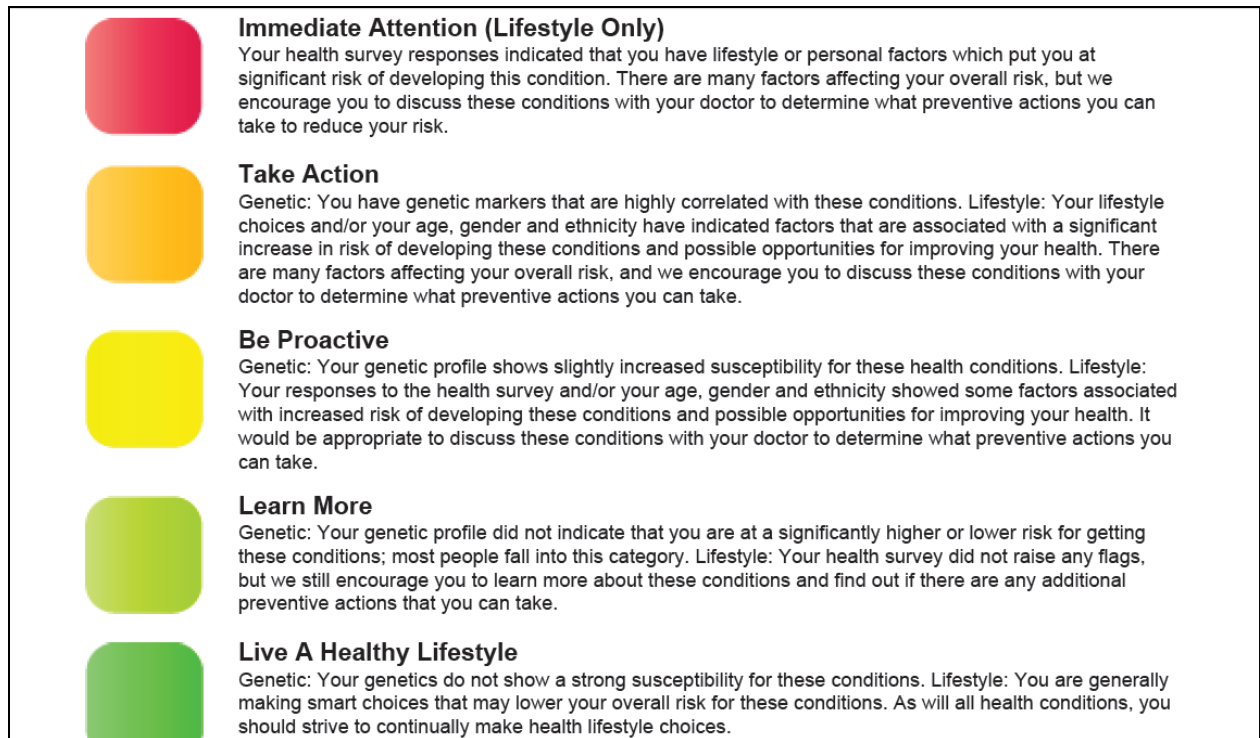 Immediate Attention (Lifestyle Only)
Your health survey responses indicated that you have lifestyle or personal factors which put you at
significant risk of developing this condition. There are many factors affecting your overall risk, but we
encourage you to discuss these conditions with your doctor to determine what preventive actions you can
take to reduce your risk.
Take Action
Genetic: You have genetic markers that are highly correlated with these conditions. Lifestyle: Your lifestyle
choices and/or your age, gender and ethnicity have indicated factors that are associated with a significant
increase in risk of developing these conditions and possible opportunities for improving your health. There
are many factors affecting your overall risk, and we encourage you to discuss these conditions with your
doctor to determine what preventive actions you can take.
Be Proactive
Genetic: Your genetic profile shows slightly increased susceptibility for these health conditions. Lifestyle:
Your responses to the health survey and/or your age, gender and ethnicity showed some factors associated
with increased risk of developing these conditions and possible opportunities for improving your health. It
would be appropriate to discuss these conditions with your doctor to determine what preventive actions you
can take.
Learn More
Genetic: Your genetic profile did not indicate that you are at a significantly higher or lower risk for getting
these conditions; most people fall into this category. Lifestyle: Your health survey did not raise any flags,
but we still encourage you to learn more about these conditions and find out if there are any additional
preventive actions that you can take.
Live A Healthy Lifestyle
Genetic: Your genetics do not show a strong susceptibility for these conditions. Lifestyle: You are generally
making smart choices that may lower your overall risk for these conditions. As will all health conditions, you
should strive to continually make health lifestyle choices.